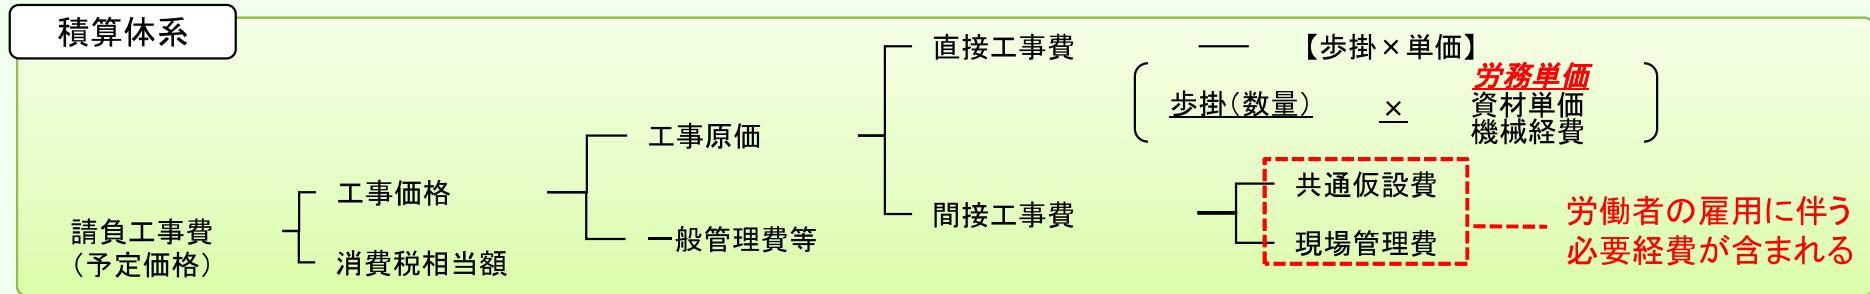 積算体系
直接工事費 ― 【歩掛×単価】
歩掛(数量) × 労務単価
資材単価
機械経費
工事原価
共通仮設費
工事価格
間接工事費
労働者の雇用に伴う
必要経費が含まれる
請負工事費
(予定価格)
一般管理費等
現場管理費
消費税相当額